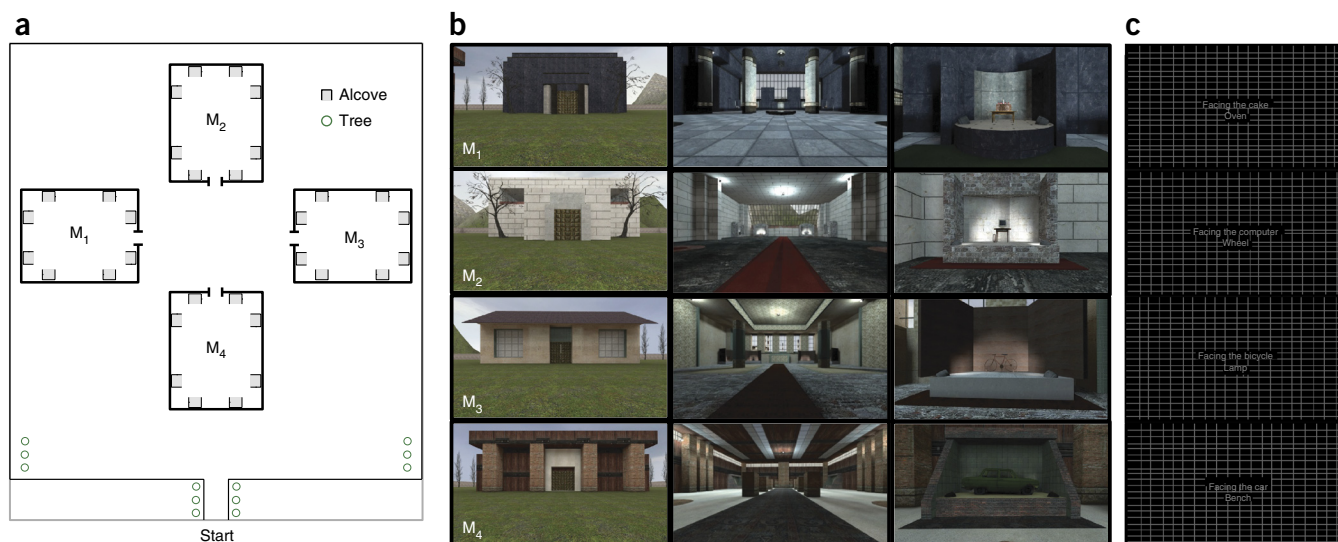 a
b
c
M2
Alcove
Tree
M1
M3
M4
Start
M1
M2
M3
M4
Facing the cake
Oven
Facing the computer
Wheel
Facing the bicycle
Lamp
Facing the car
Bench